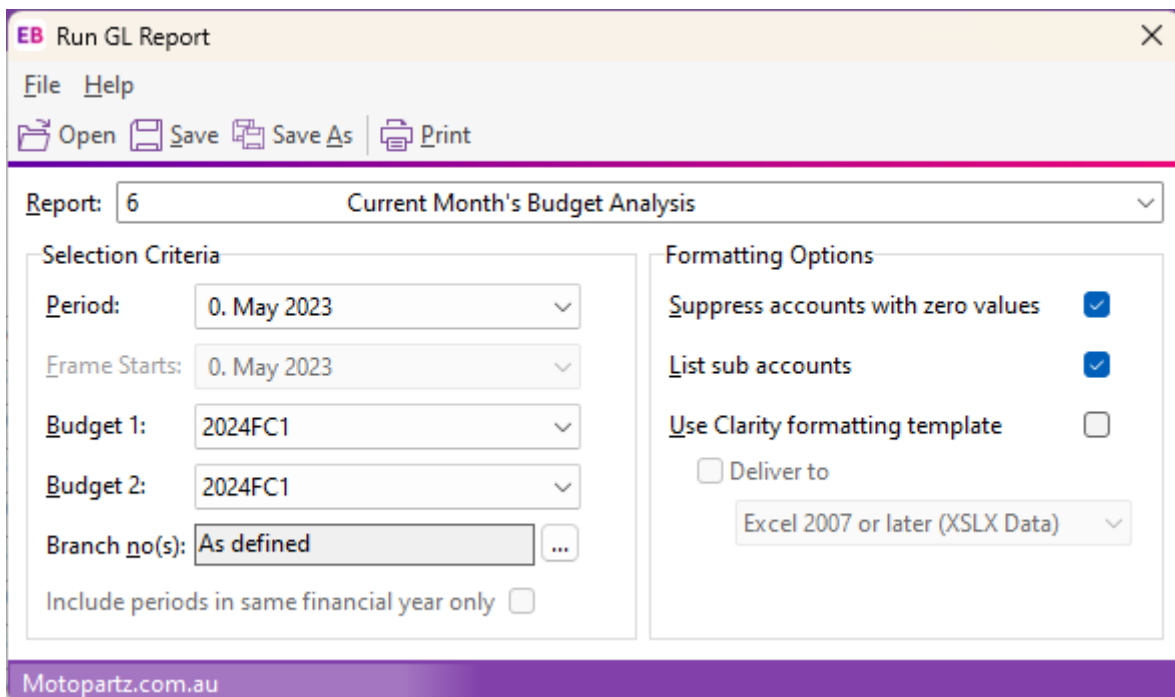 EB Run GL Report
File Help
Open Save Save As Print
Report: 6 Current Month's Budget Analysis
Selection Criteria
Period: 0. May 2023
Frame Starts: 0. May 2023
Budget 1: 2024FC1
Budget 2: 2024FC1
Branch no(s): As defined ...
Include periods in same financial year only
Formatting Options
Suppress accounts with zero values
List sub accounts
Use Clarity formatting template
Deliver to
Excel 2007 or later (XSLX Data)
Motopartz.com.au